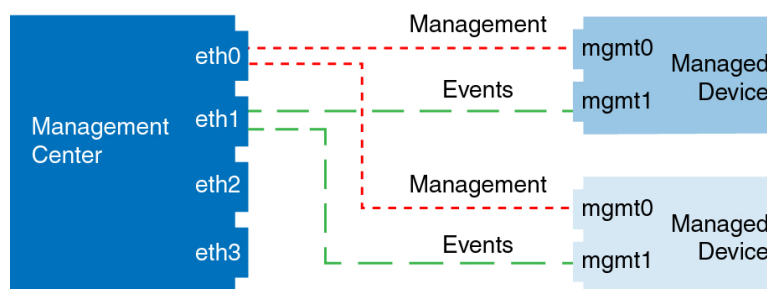 Management
eth0
mgmt0
Managed
Device
Events
mgmt1
eth1
Management
Center
eth2
Management
mgmt0
Managed
Device
eth3
Events
mgmt1